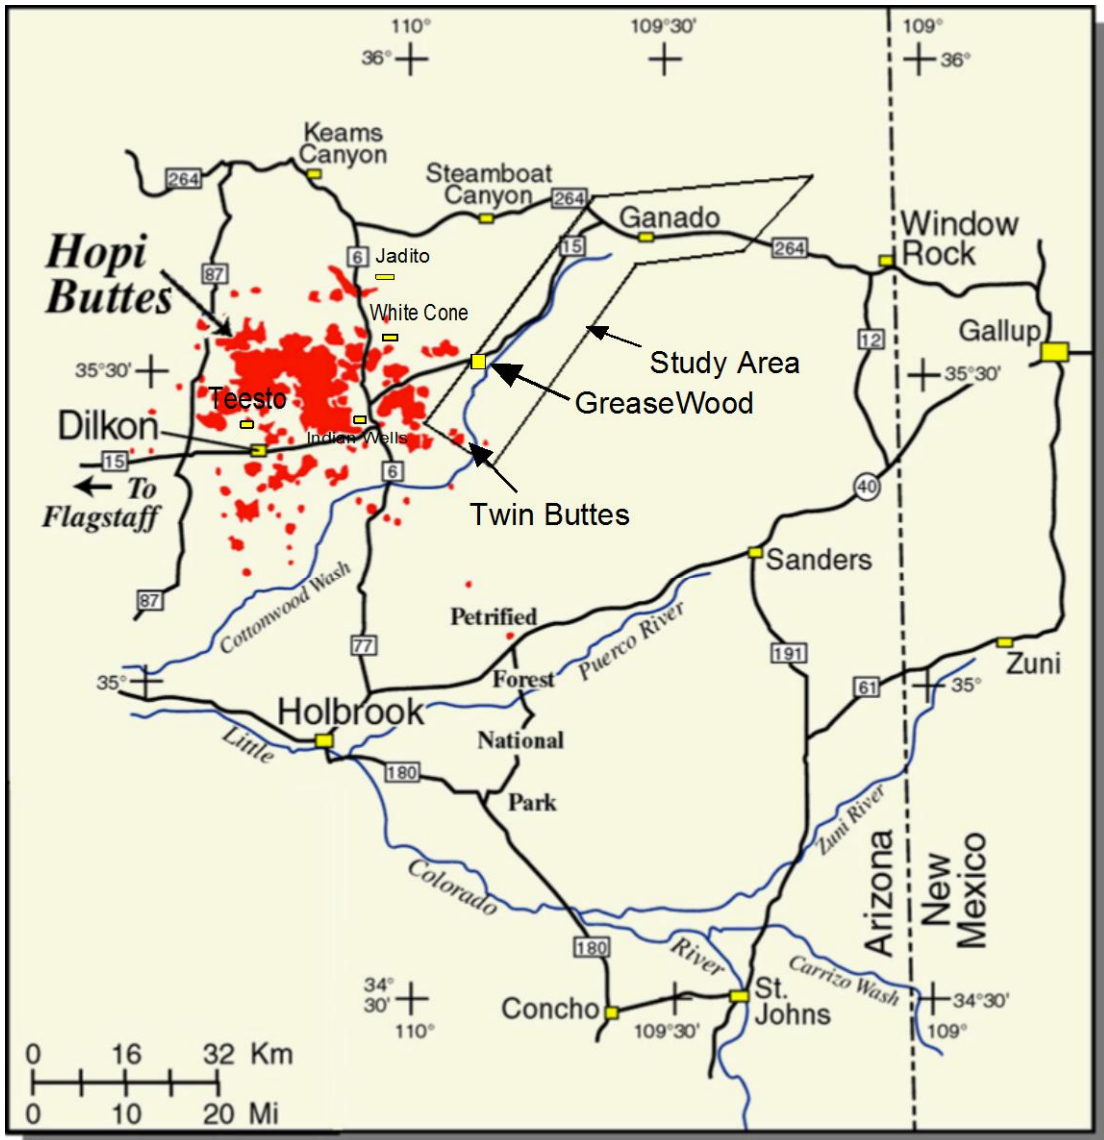 110°
109°30'
109°
36°
36°
Keams
Canyon
264
Steamboat
Canyon
264
Ganado
Window
Rock
Hopi
Buttes
87
6
Jadito
15
264
White Cone
12
Gallup
35°30'
Study Area
35°30'
GreaseWood
Teesto
Dilkon
Indian Wells
15
6
To
Flagstaff
Twin Buttes
40
Sanders
87
Cottonwood Wash
Petrified
Puerco River
77
191
Zuni
35°
Forest
61
35°
Holbrook
Little
National
180
Park
Zuni River
Colorado
Arizona
New
Mexico
180
River
Carrizo Wash
34°
30'
Concho
St.
Johns
34°30'
110°
109°30'
109°
0 16 32 Km
0 10 20 Mi